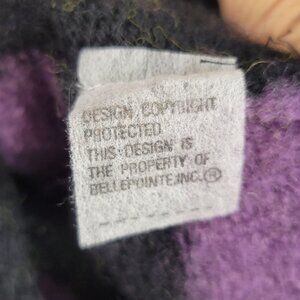 DESIGN COPYRIGHT
PROTECTED
THIS DESIGN IS
THE PROPERTY OF
BELLEPOINTE,INC.®